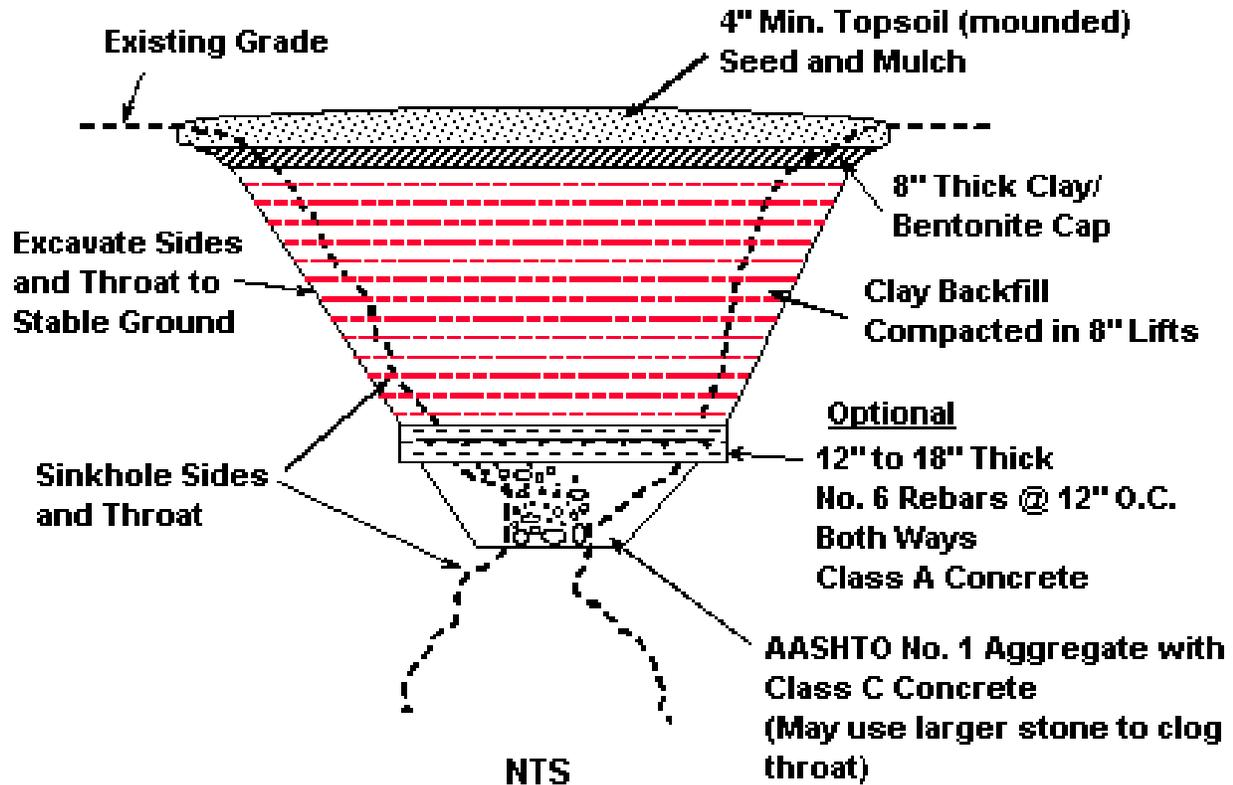 Existing Grade
4" Min. Topsoil (mounded)
Seed and Mulch
8" Thick Clay/
Bentonite Cap
Excavate Sides
and Throat to
Stable Ground
Clay Backfill
Compacted in 8" Lifts
Optional
12" to 18" Thick
No. 6 Rebars @ 12" O.C.
Both Ways
Class A Concrete
Sinkhole Sides
and Throat
AASHTO No. 1 Aggregate with
Class C Concrete
(May use larger stone to clog
throat)
NTS